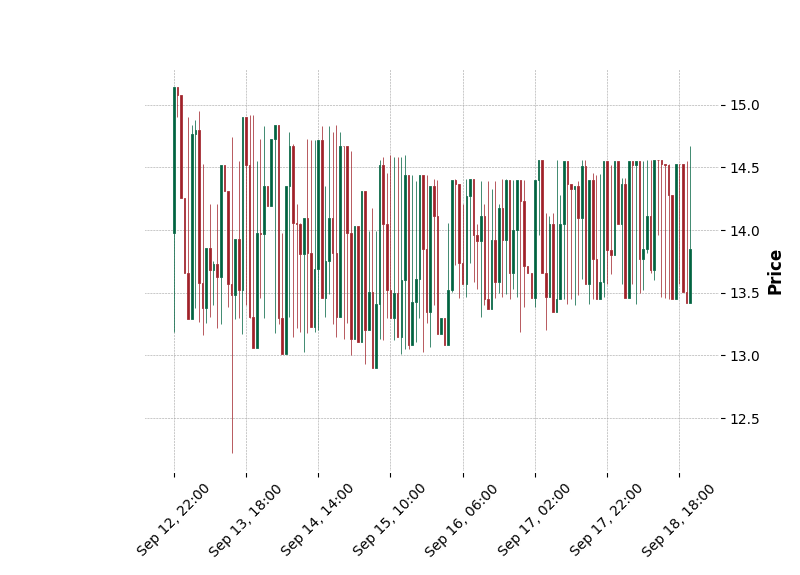 15.0
14.5
14.0
13.5
13.0
12.5
Price
Sep 12, 22:00
Sep 13, 18:00
Sep 14, 14:00
Sep 15, 10:00
Sep 16, 06:00
Sep 17, 02:00
Sep 17, 22:00
Sep 18, 18:00